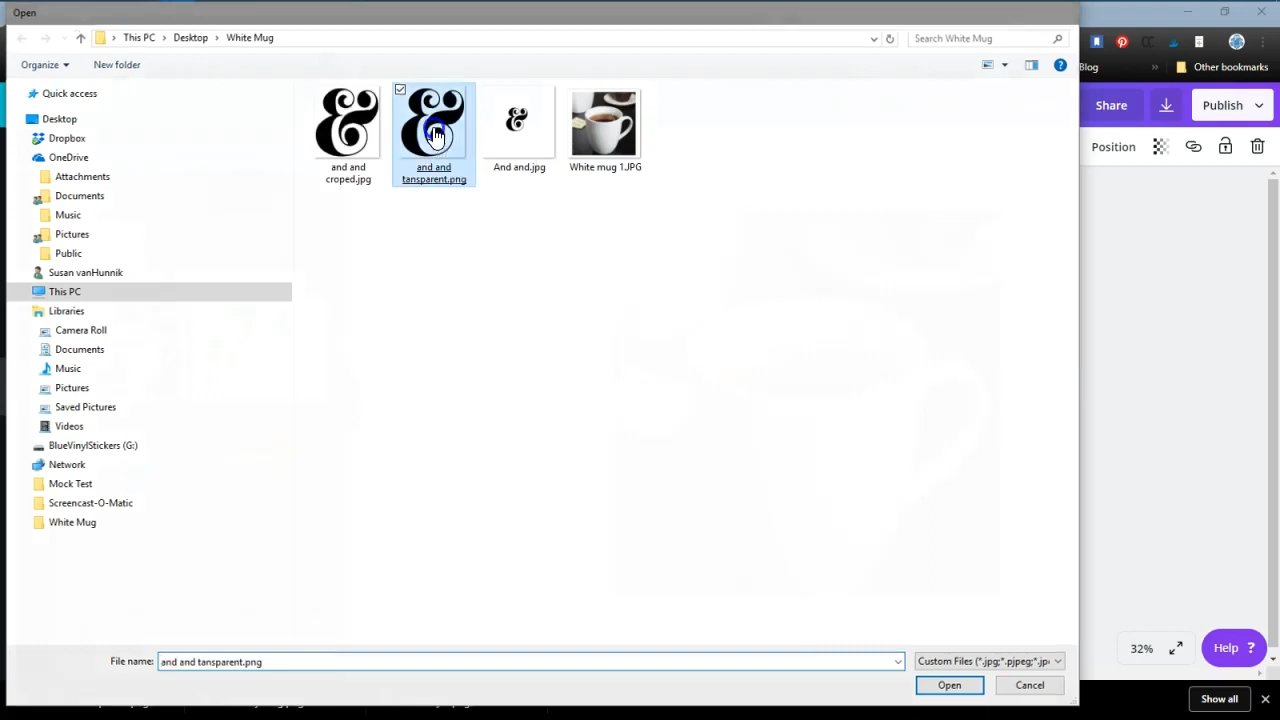 Open
This PC
Desktop
White Mug
Search White Mug
Organize
New folder
Blog
»
Other bookmarks
Share
Publish
Position
Quick access
Desktop
Dropbox
OneDrive
Attachments
Documents
Music
Pictures
Public
Susan vanHunnik
This PC
Libraries
Camera Roll
Documents
Music
Pictures
Saved Pictures
Videos
BlueVinylStickers (G:)
Network
Mock Test
Screencast-O-Matic
White Mug
&
&
&
and and
croped.jpg
and and
tansparent.png
And and.jpg
White mug 1.JPG
32%
Help ?
File name:
and and tansparent.png
Custom Files (*.jpg;*.pjpeg;*.jp
Open
Cancel
Show all